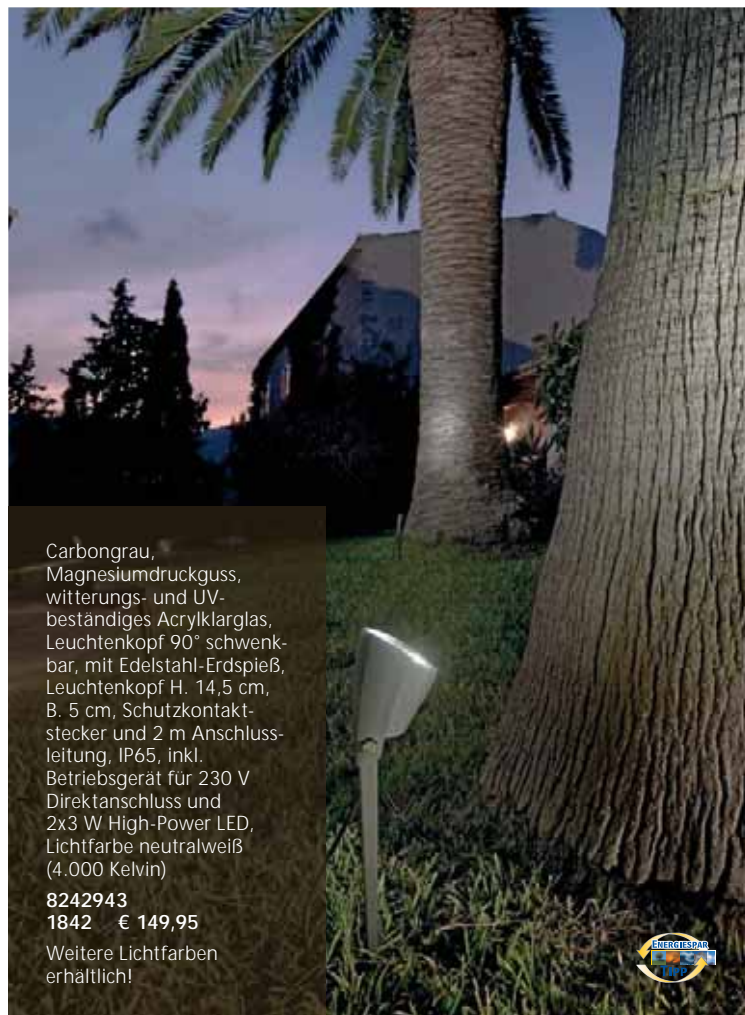 Carbongrau,
Magnesiumdruckguss,
witterungs- und UV-
beständiges Acrylklarglas,
Leuchtenkopf 90° schwenk-
bar, mit Edelstahl-Erdspieß,
Leuchtenkopf H. 14,5 cm,
B. 5 cm, Schutzkontakt-
stecker und 2 m Anschluss-
leitung, IP65, inkl.
Betriebsgerät für 230 V
Direktanschluss und
2x3 W High-Power LED,
Lichtfarbe neutralweiß
(4.000 Kelvin)
8242943
1842 € 149,95
Weitere Lichtfarben
erhältlich!
ENERGIESPAR
TIPP